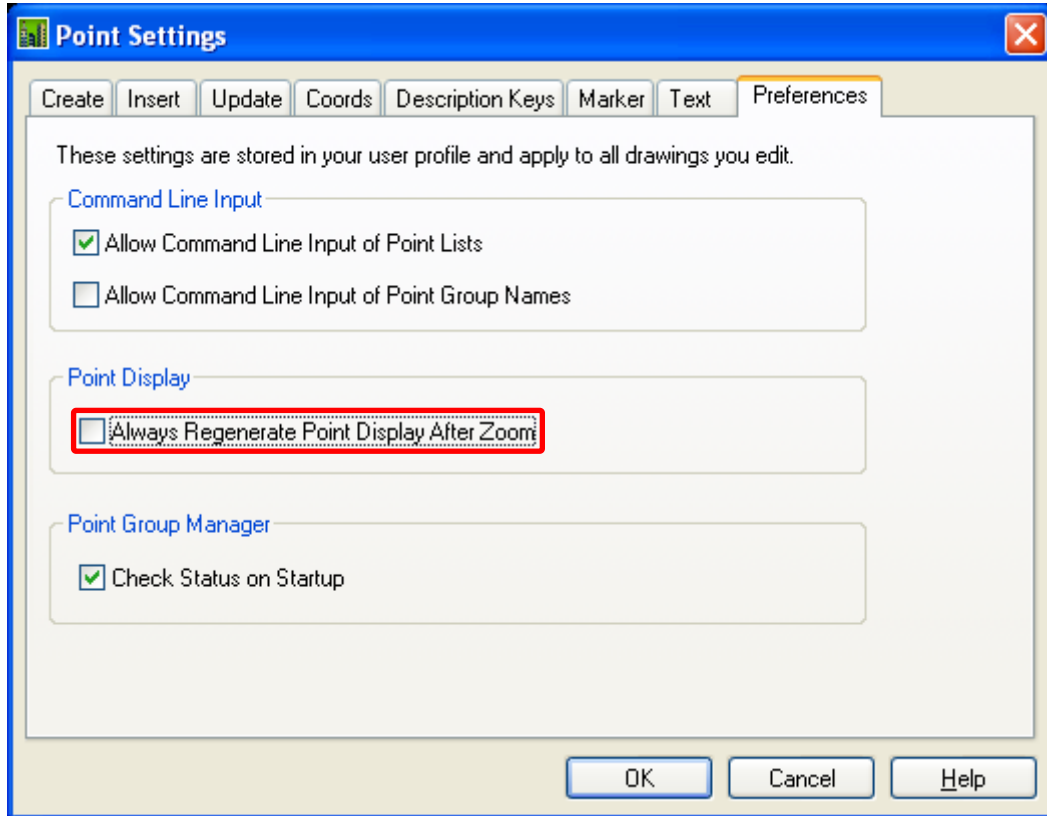 Point Settings
Create Insert Update Coords Description Keys Marker Text Preferences
These settings are stored in your user profile and apply to all drawings you edit.
Command Line Input
Allow Command Line Input of Point Lists
Allow Command Line Input of Point Group Names
Point Display
Always Regenerate Point Display After Zoom
Point Group Manager
Check Status on Startup
OK Cancel Help